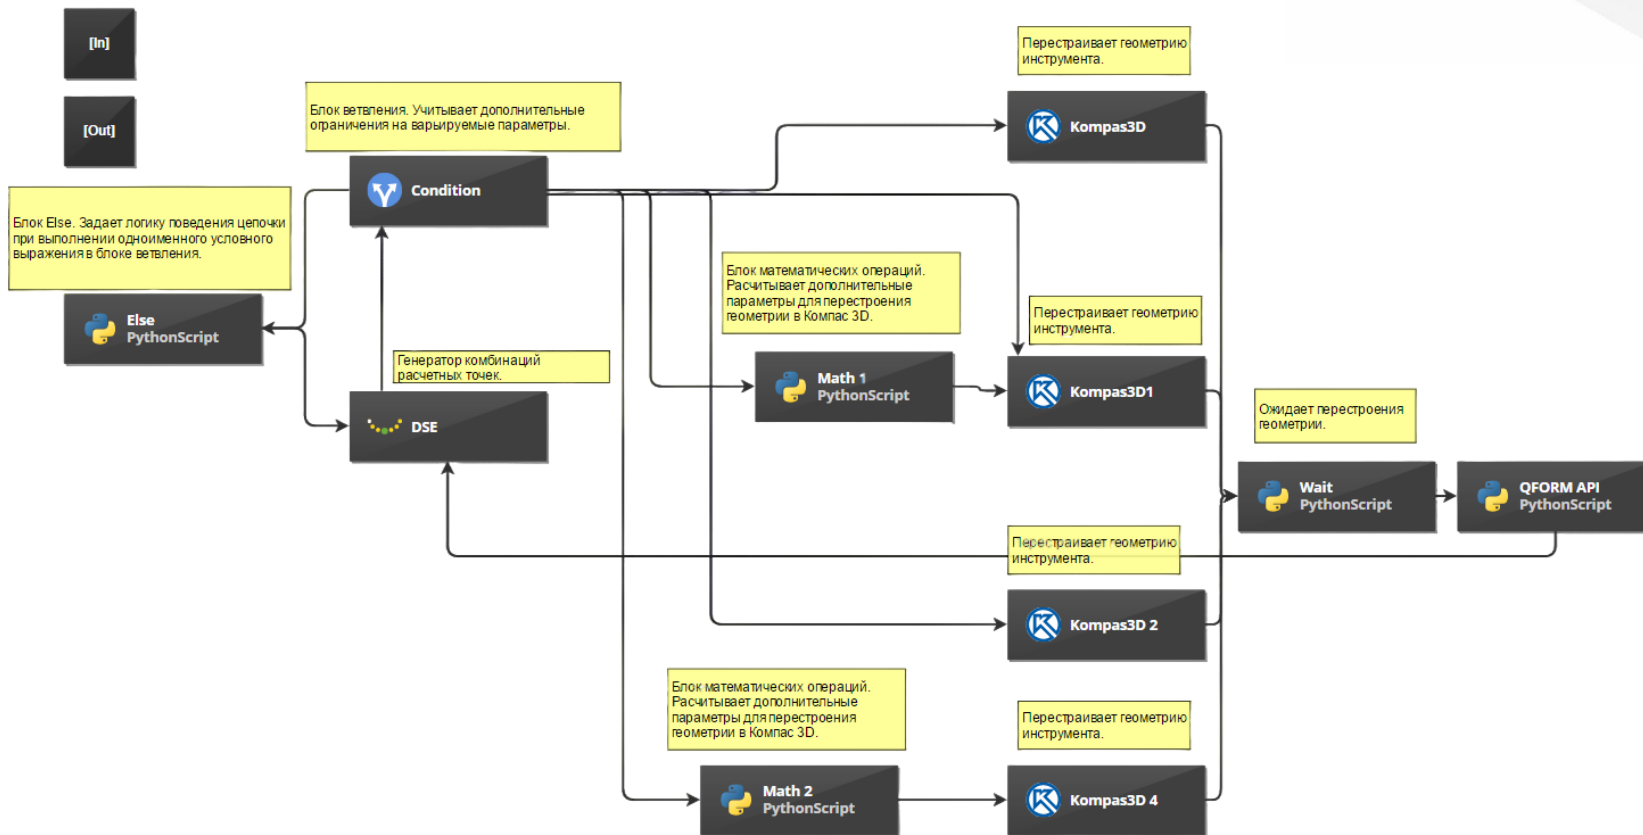 [In]
[Out]
Блок ветвления. Учитывает дополнительные
ограничения на варьируемые параметры.
Condition
Блок Else. Задает логику поведения цепочки
при выполнении одноименного условного
выражения в блоке ветвления.
Else
PythonScript
Генератор комбинаций
расчетных точек.
DSE
Перестраивает геометрию
инструмента.
Kompas3D
Блок математических операций.
Расчитывает дополнительные
параметры для перестроения
геометрии в Компас 3D.
Math 1
PythonScript
Перестраивает геометрию
инструмента.
Kompas3D1
Ожидает перестроения
геометрии.
Wait
PythonScript
QFORM API
PythonScript
Перестраивает геометрию
инструмента.
Kompas3D 2
Блок математических операций.
Расчитывает дополнительные
параметры для перестроения
геометрии в Компас 3D.
Math 2
PythonScript
Перестраивает геометрию
инструмента.
Kompas3D 4